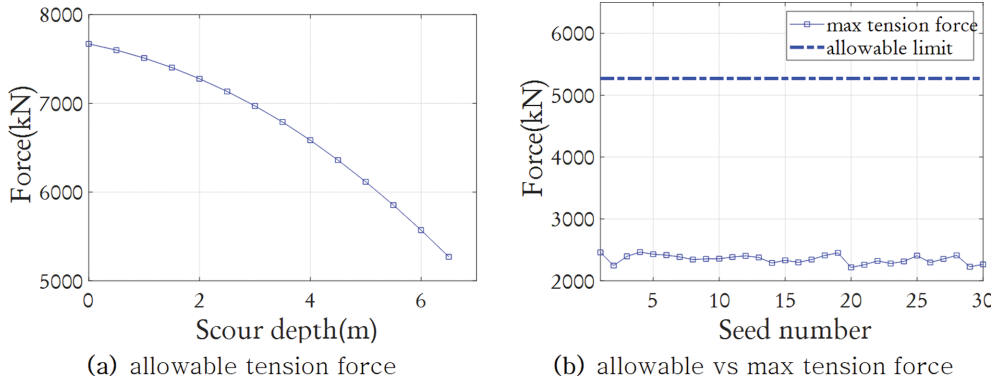 8000
7000
6000
5000
Force(kN)
0 2 4 6
Scour depth(m)
(a) allowable tension force
6000
5000
4000
3000
2000
Force(kN)
max tension force
allowable limit
5 10 15 20 25 30
Seed number
(b) allowable vs max tension force